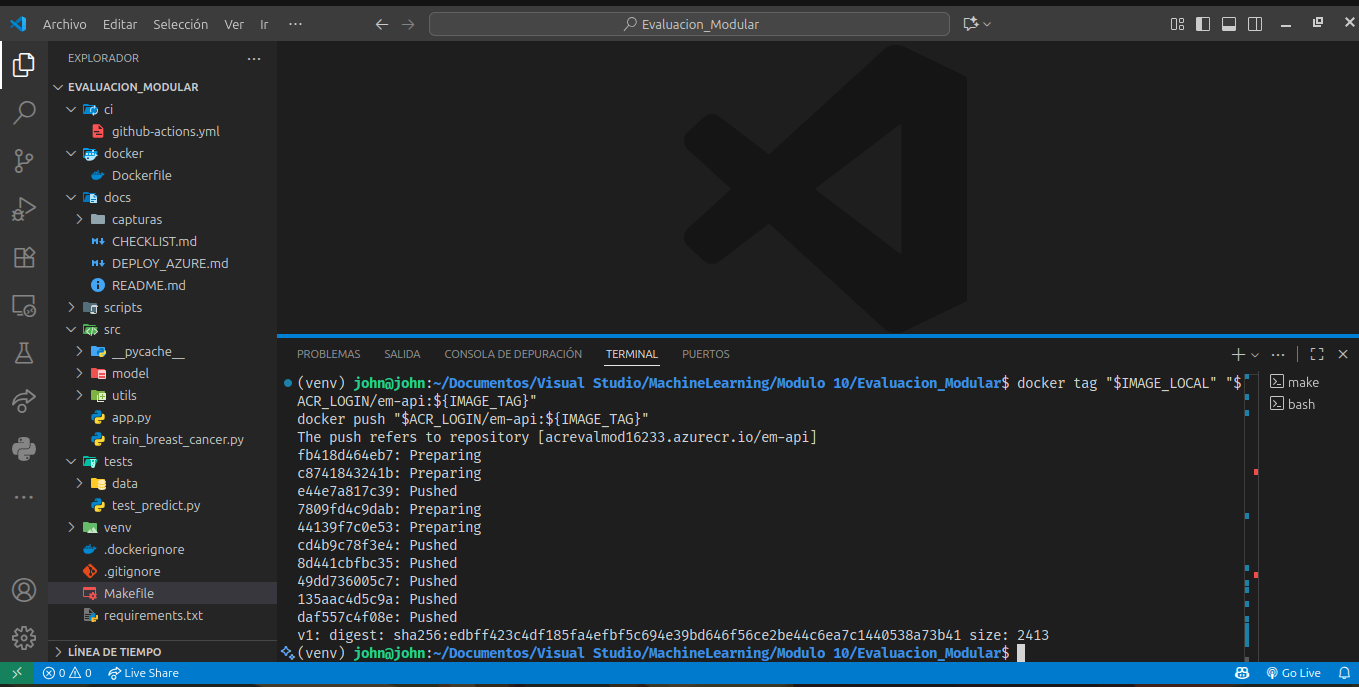 Archivo Editar Selección Ver Ir ···
Evaluacion_Modular
EXPLORADOR ···
EVALUACION_MODULAR
ci
github-actions.yml
docker
Dockerfile
docs
capturas
CHECKLIST.md
DEPLOY_AZURE.md
README.md
scripts
src
__pycache__
model
utils
app.py
train_breast_cancer.py
tests
data
test_predict.py
venv
.dockerignore
.gitignore
Makefile
requirements.txt
LÍNEA DE TIEMPO
PROBLEMAS SALIDA CONSOLA DE DEPURACIÓN TERMINAL PUERTOS
(venv) john@john:~/Documentos/Visual Studio/MachineLearning/Modulo 10/Evaluacion_Modular$ docker tag "$IMAGE_LOCAL" "$
ACR_LOGIN/em-api:${IMAGE_TAG}"
docker push "$ACR_LOGIN/em-api:${IMAGE_TAG}"
The push refers to repository [acrevalmod16233.azurecr.io/em-api]
fb418d464eb7: Preparing
c8741843241b: Preparing
e44e7a817c39: Pushed
7809fd4c9dab: Preparing
44139f7c0e53: Preparing
cd4b9c78f3e4: Pushed
8d441cbfbc35: Pushed
49dd736005c7: Pushed
135aac4d5c9a: Pushed
daf557c4f08e: Pushed
v1: digest: sha256:edbff423c4df185fa4efbf5c694e39bd646f56ce2be44c6ea7c1440538a73b41 size: 2413
(venv) john@john:~/Documentos/Visual Studio/MachineLearning/Modulo 10/Evaluacion_Modular$
make
bash
0 0 Live Share
Go Live